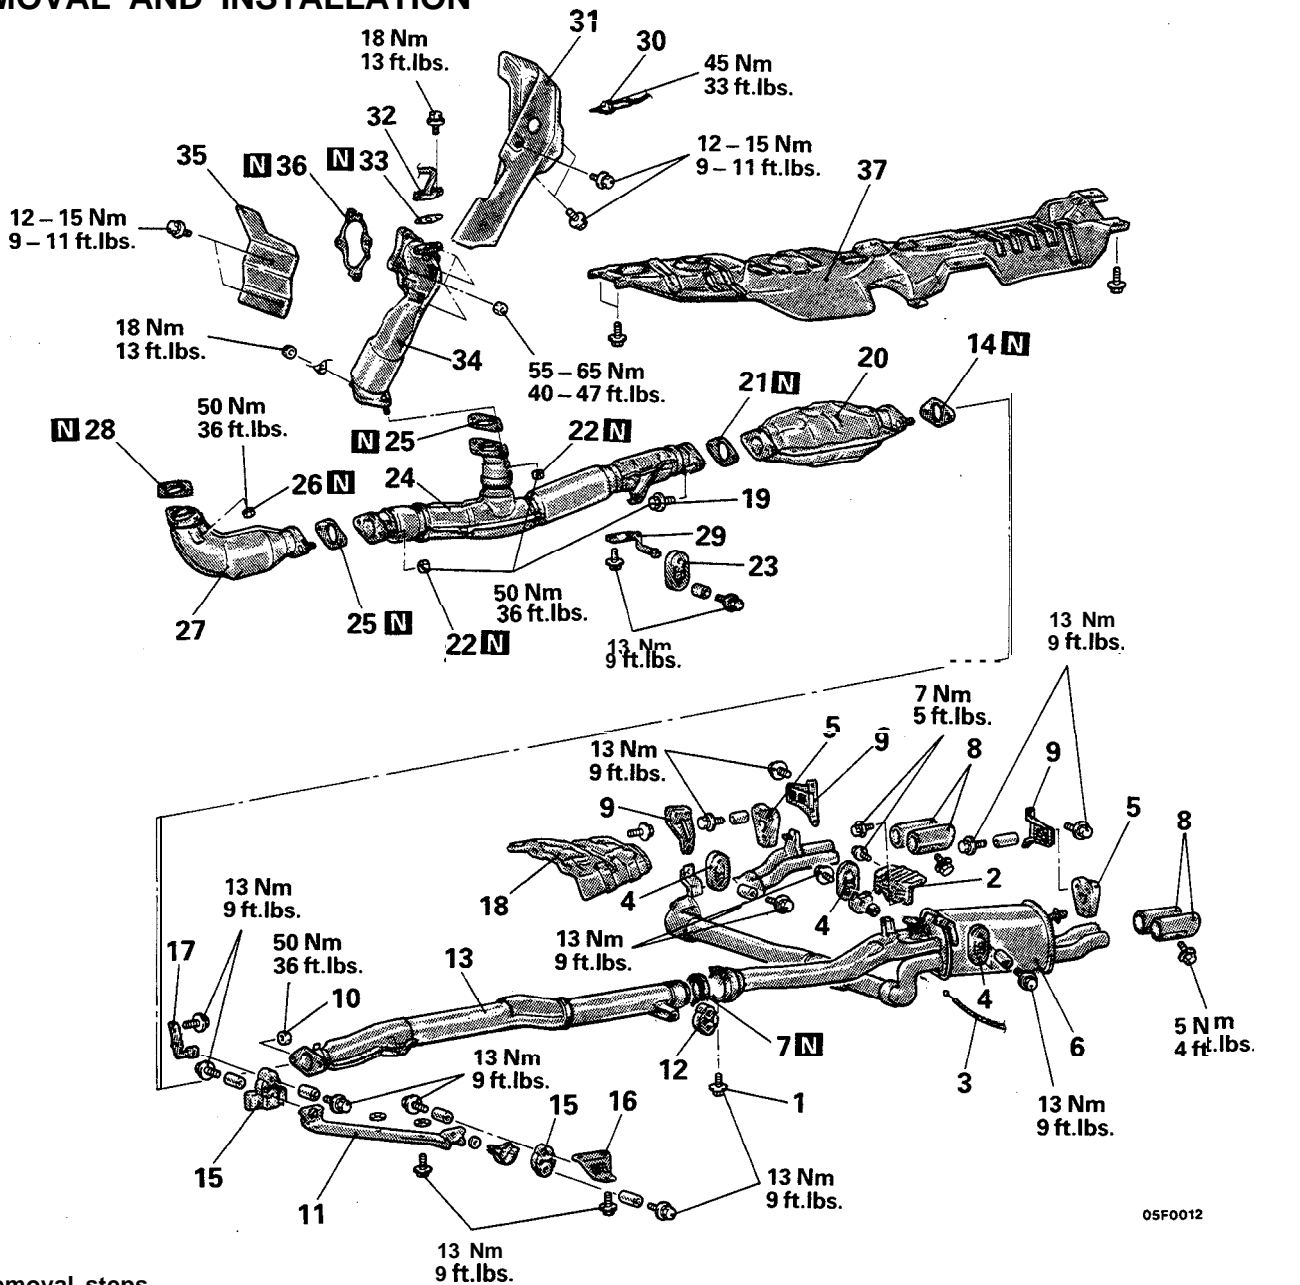 MOVAL AND INSTALLATION
31
18 Nm
13 ft.lbs.
30
45 Nm
33 ft.lbs.
32
35
N 36
N 33
12 – 15 Nm
9 – 11 ft.lbs.
37
12 – 15 Nm
9 – 11 ft.lbs.
18 Nm
13 ft.lbs.
34
55 – 65 Nm
40 – 47 ft.lbs.
20
14 N
21 N
50 Nm
36 ft.lbs.
N 28
N 25
22 N
26 N
24
19
29
23
27
25 N
50 Nm
36 ft.lbs.
22 N
13 Nm
9 ft.lbs.
13 Nm
9 ft.lbs.
7 Nm
5 ft.lbs.
13 Nm
9 ft.lbs.
5
9
8
9
9
5
8
18
4
4
2
13 Nm
9 ft.lbs.
13 Nm
9 ft.lbs.
17
50 Nm
36 ft.lbs.
13
10
4
5 Nm
4 ft.lbs.
12
7 N
3
6
13 Nm
9 ft.lbs.
1
15
16
13 Nm
9 ft.lbs.
15
11
13 Nm
9 ft.lbs.
13 Nm
9 ft.lbs.
05F0012
emoval steps